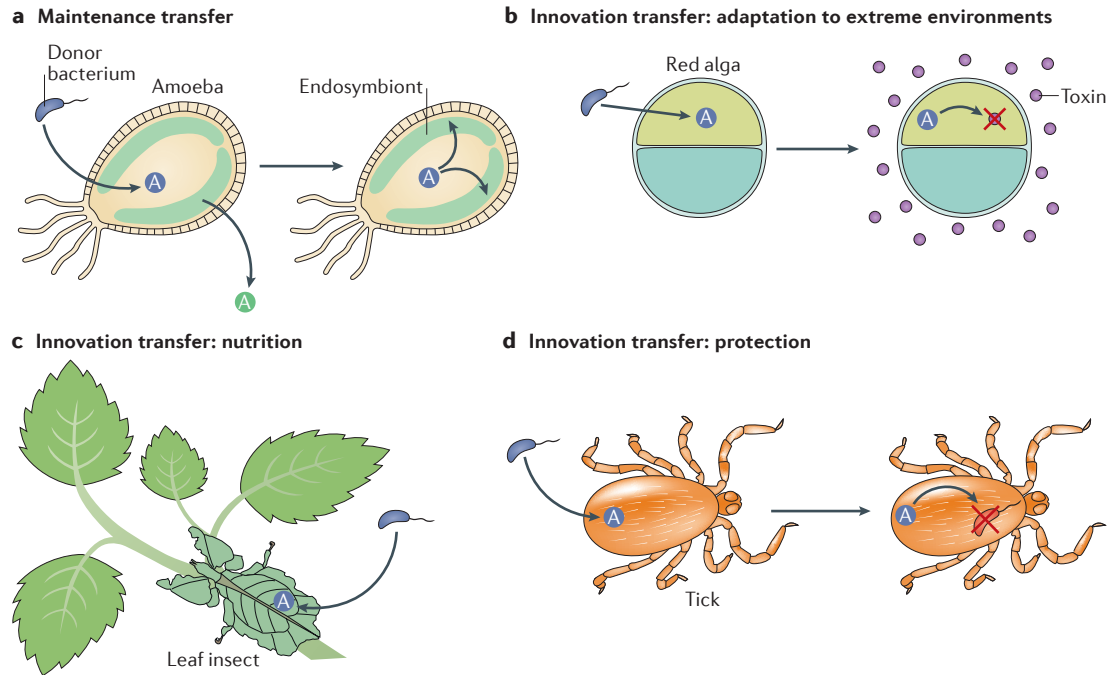 a Maintenance transfer
Donor
bacterium
Amoeba
Endosymbiont
A
A
A
b Innovation transfer: adaptation to extreme environments
Red alga
Toxin
A
A
c Innovation transfer: nutrition
A
Leaf insect
d Innovation transfer: protection
A
A
Tick